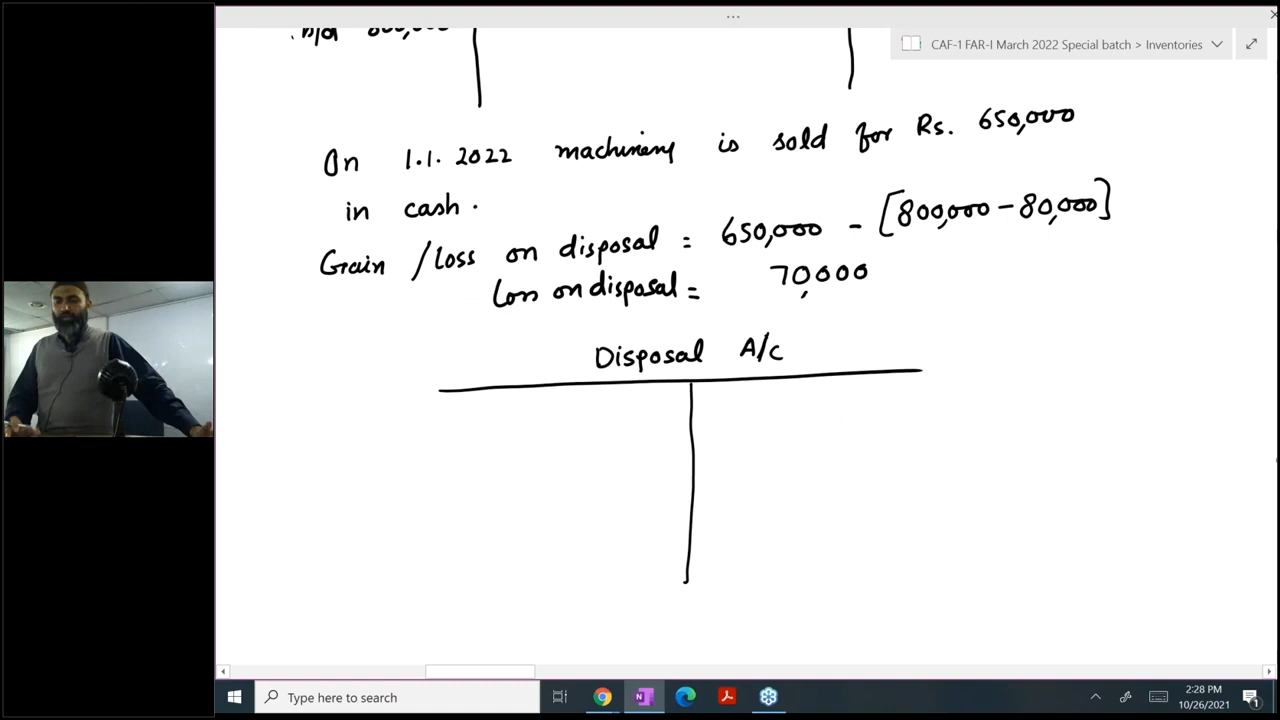 CAF-1 FAR-I March 2022 Special batch > Inventories
On 1.1.2022 machinery is sold for Rs. 650,000
in cash.
Gain /loss on disposal = 650,000 - [800,000 - 80,000]
Loss on disposal = 70,000
Disposal A/c
Type here to search
2:28 PM
10/26/2021
1